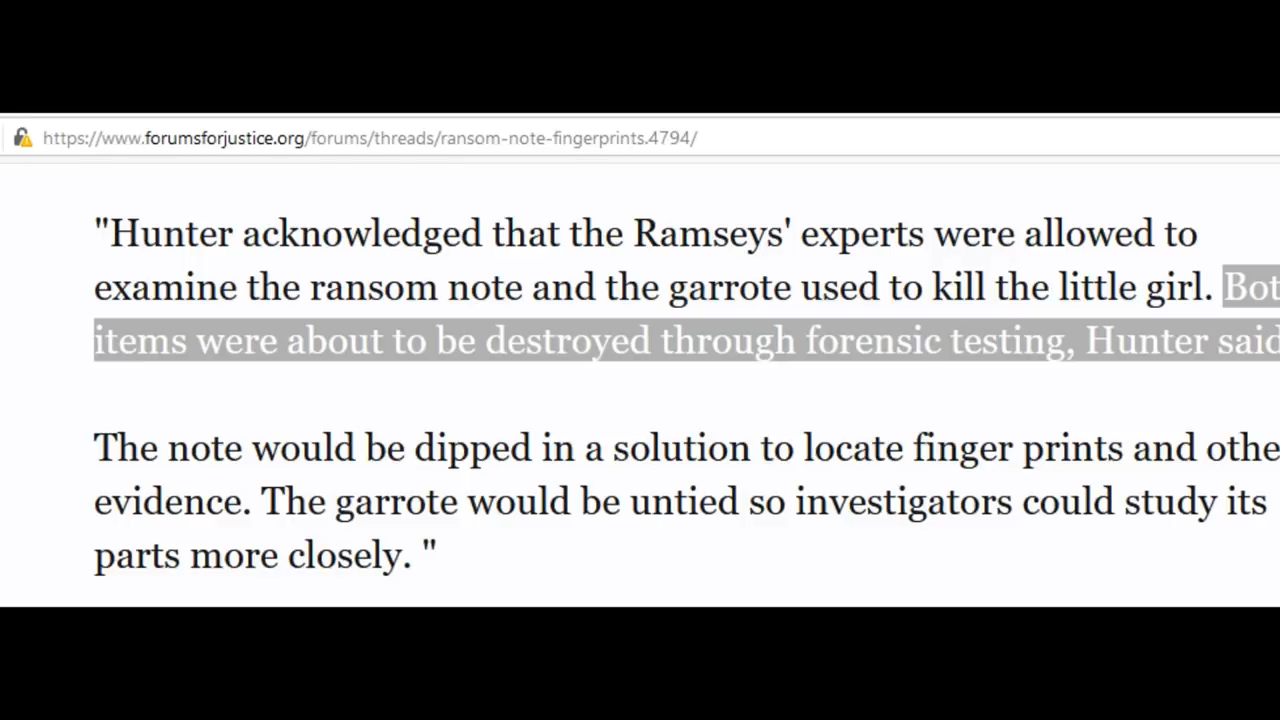 https://www.forumsforjustice.org/forums/threads/ransom-note-fingerprints.4794/
"Hunter acknowledged that the Ramseys' experts were allowed to
examine the ransom note and the garrote used to kill the little girl. Bot
items were about to be destroyed through forensic testing, Hunter said
The note would be dipped in a solution to locate finger prints and othe
evidence. The garrote would be untied so investigators could study its
parts more closely. "